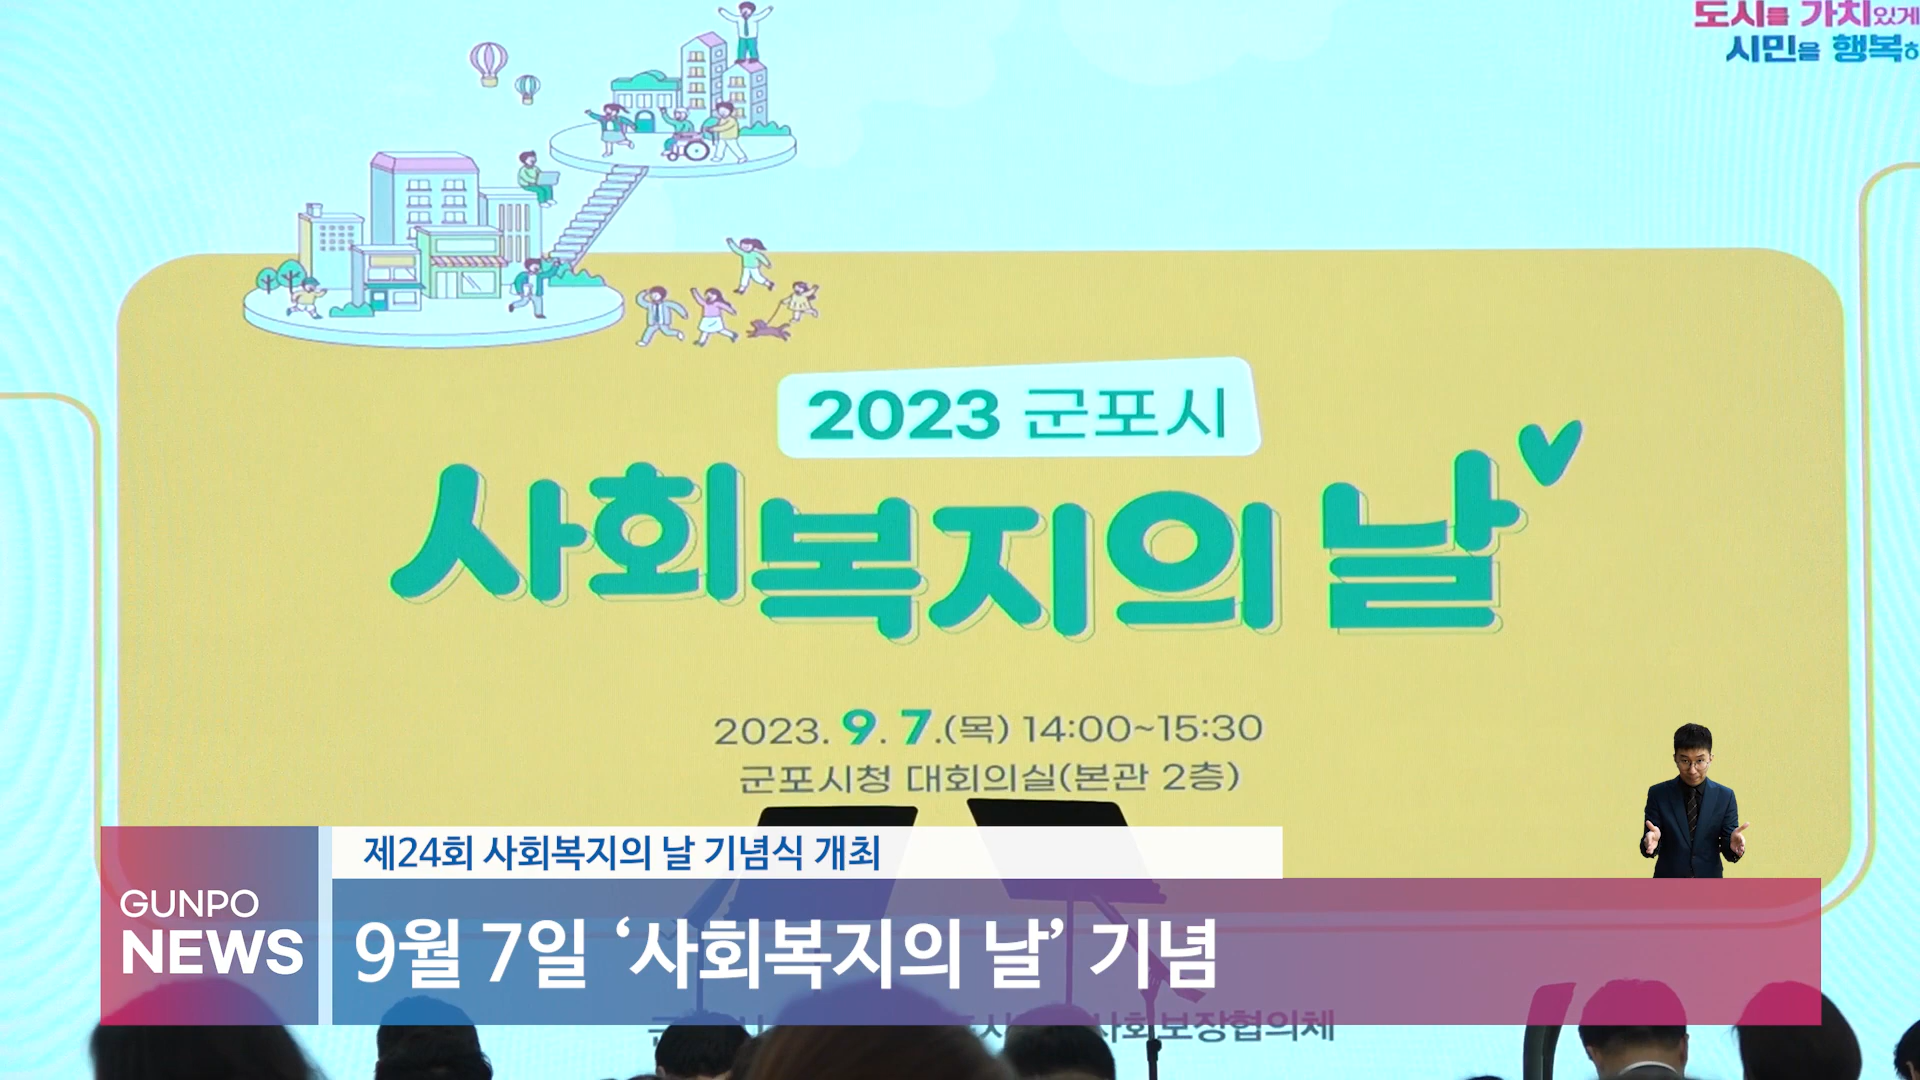 도시를 가치있게
시민을 행복하
2023 군포시
사회복지의 날
2023. 9. 7.(목) 14:00~15:30
군포시청 대회의실(본관 2층)
제24회 사회복지의 날 기념식 개최
GUNPO
NEWS
9월 7일 ‘사회복지의 날’ 기념
사회보장협의체